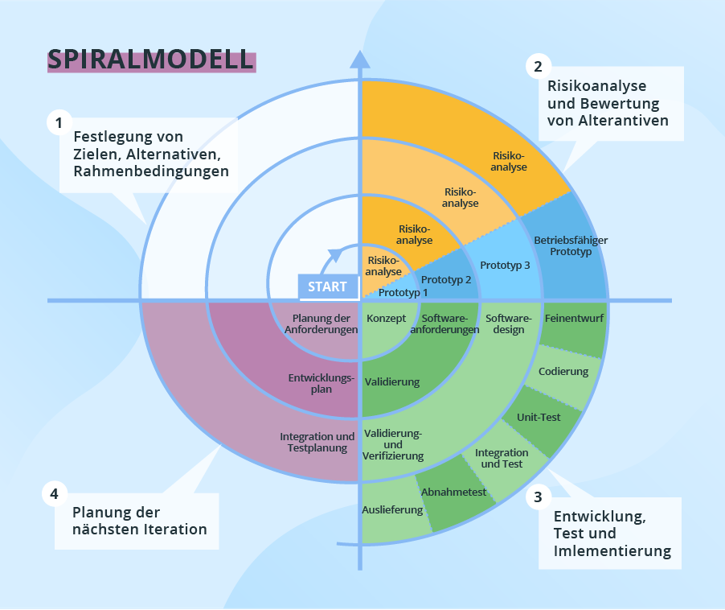 SPIRALMODELL
1
Festlegung von
Zielen, Alternativen,
Rahmenbedingungen
2
Risikoanalyse
und Bewertung
von Alterantiven
Risiko-
analyse
Risiko-
analyse
Risiko-
analyse
Risiko-
analyse
Betriebsfähiger
Prototyp
Prototyp 3
Prototyp 2
Prototyp 1
START
Planung der
Anforderungen
Konzept
Software-
anforderungen
Software-
design
Feinentwurf
Entwicklungs-
plan
Validierung
Codierung
Unit-Test
Integration und
Testplanung
Validierung-
und
Verifizierung
Integration
und Test
Abnahmetest
Auslieferung
4
Planung der
nächsten Iteration
3
Entwicklung,
Test und
Imlementierung